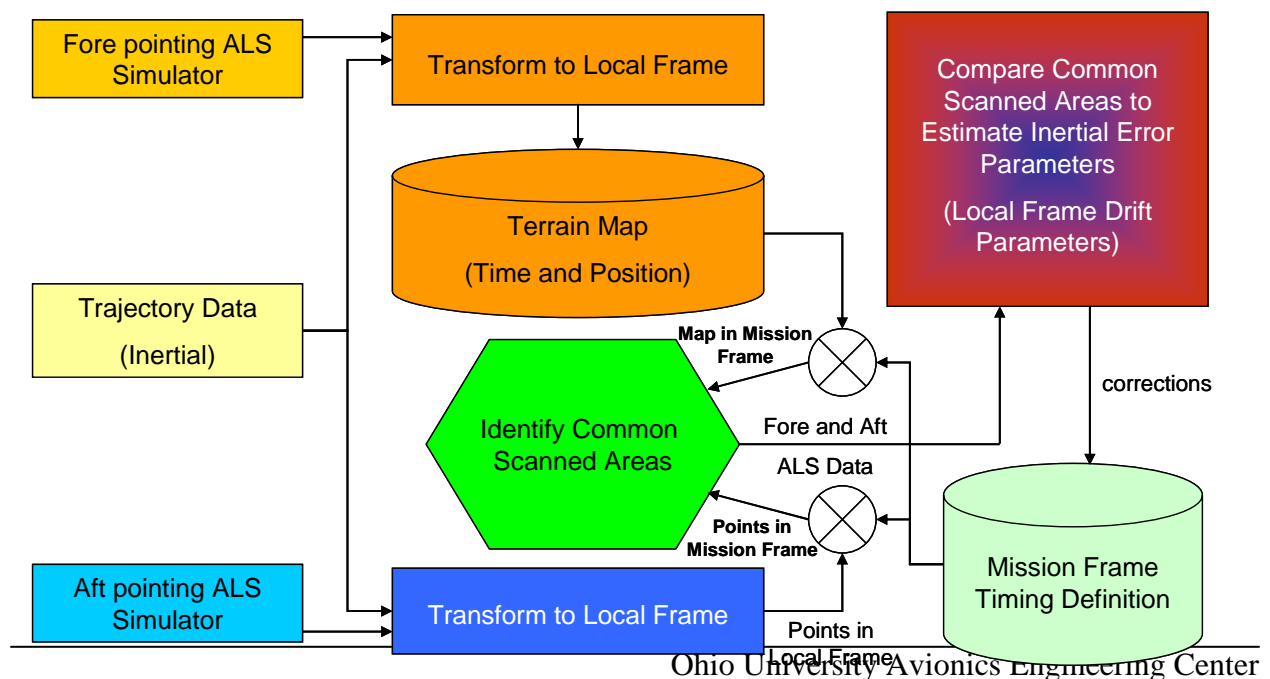 Fore pointing ALS
Simulator
Transform to Local Frame
Compare Common
Scanned Areas to
Estimate Inertial Error
Parameters
(Local Frame Drift
Parameters)
Terrain Map
(Time and Position)
Trajectory Data
(Inertial)
Map in Mission
Frame
corrections
Identify Common
Scanned Areas
Fore and Aft
ALS Data
Points in
Mission Frame
Mission Frame
Timing Definition
Aft pointing ALS
Simulator
Transform to Local Frame
Points in
Local Frame
Ohio University Avionics Engineering Center